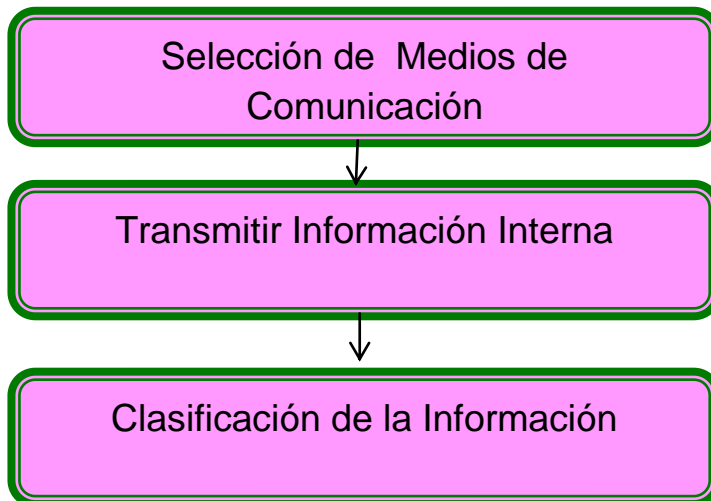 Selección de  Medios de
Comunicación
Transmitir Información Interna
Clasificación de la Información